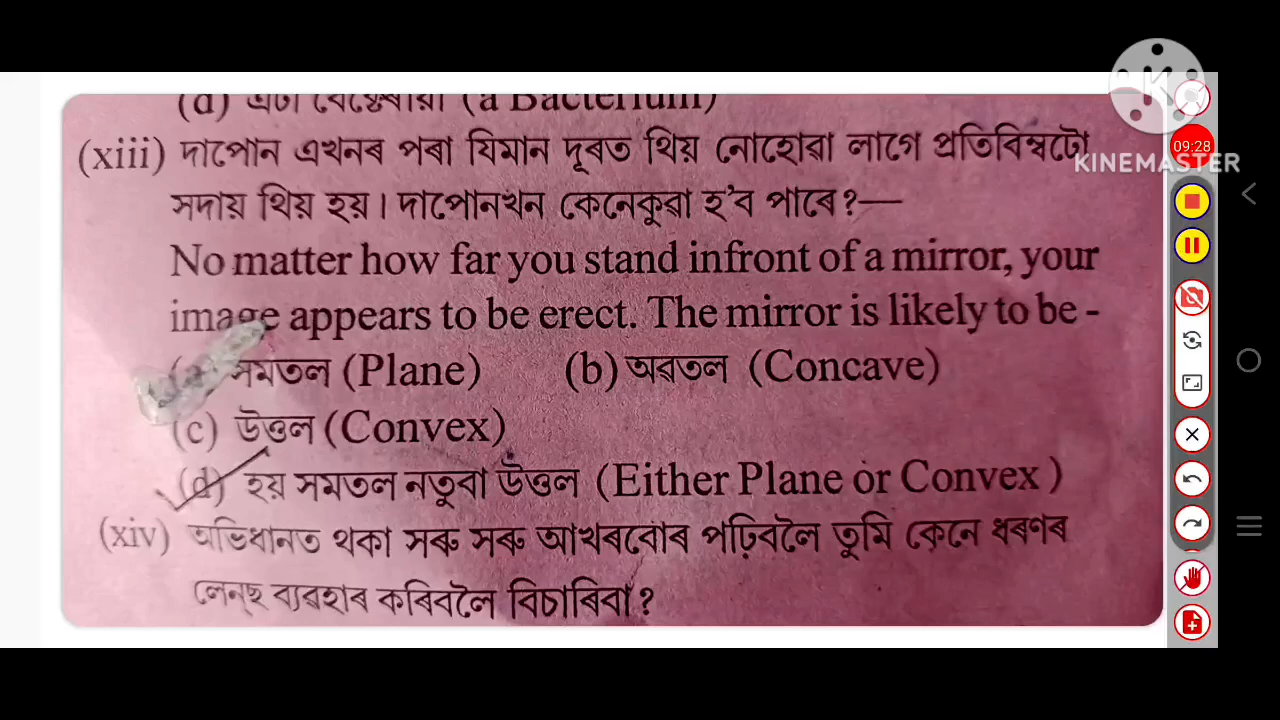 (d) এটা বেক্টেৰীয়া (a Bacterium)
(xiii) দাপোন এখনৰ পৰা যিমান দূৰত থিয় নোহোৱা লাগে প্ৰতিবিম্বটো
সদায় থিয় হয়। দাপোনখন কেনেকুৱা হ'ব পাৰে?—
No matter how far you stand infront of a mirror, your
image appears to be erect. The mirror is likely to be -
(a) সমতল (Plane) (b) অৱতল (Concave)
(c) উত্তল (Convex)
(d) হয় সমতল নতুবা উত্তল (Either Plane or Convex )
(xiv) অভিধানত থকা সৰু সৰু আখৰবোৰ পঢ়িবলৈ তুমি কেনে ধৰণৰ
লেন্ছ ব্যৱহাৰ কৰিবলৈ বিচাৰিবা?
KINEMASTER
09:28